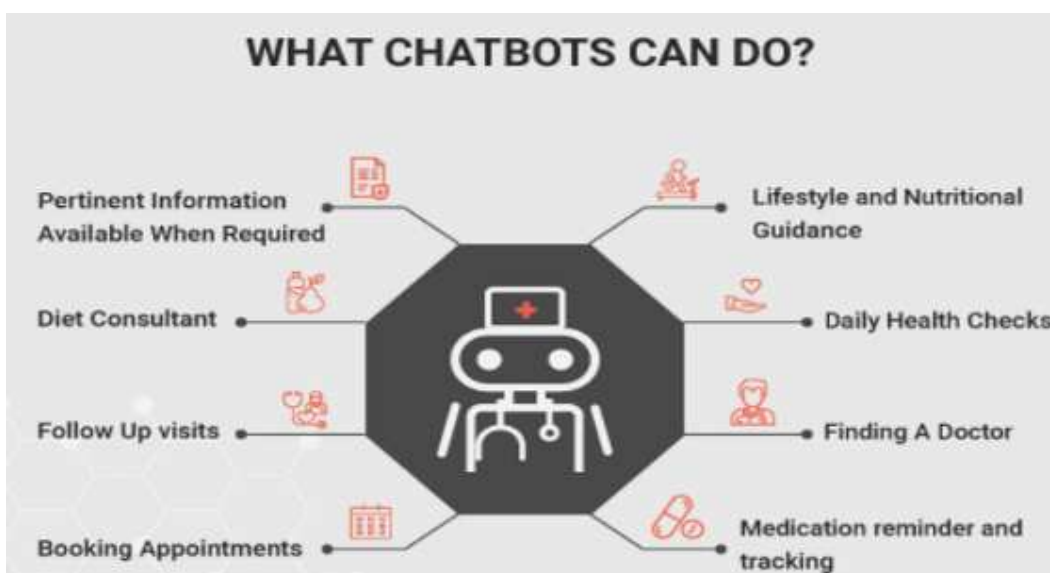 WHAT CHATBOTS CAN DO?
Pertinent Information
Available When Required
Lifestyle and Nutritional
Guidance
Diet Consultant
Daily Health Checks
Follow Up visits
Finding A Doctor
Booking Appointments
Medication reminder and
tracking